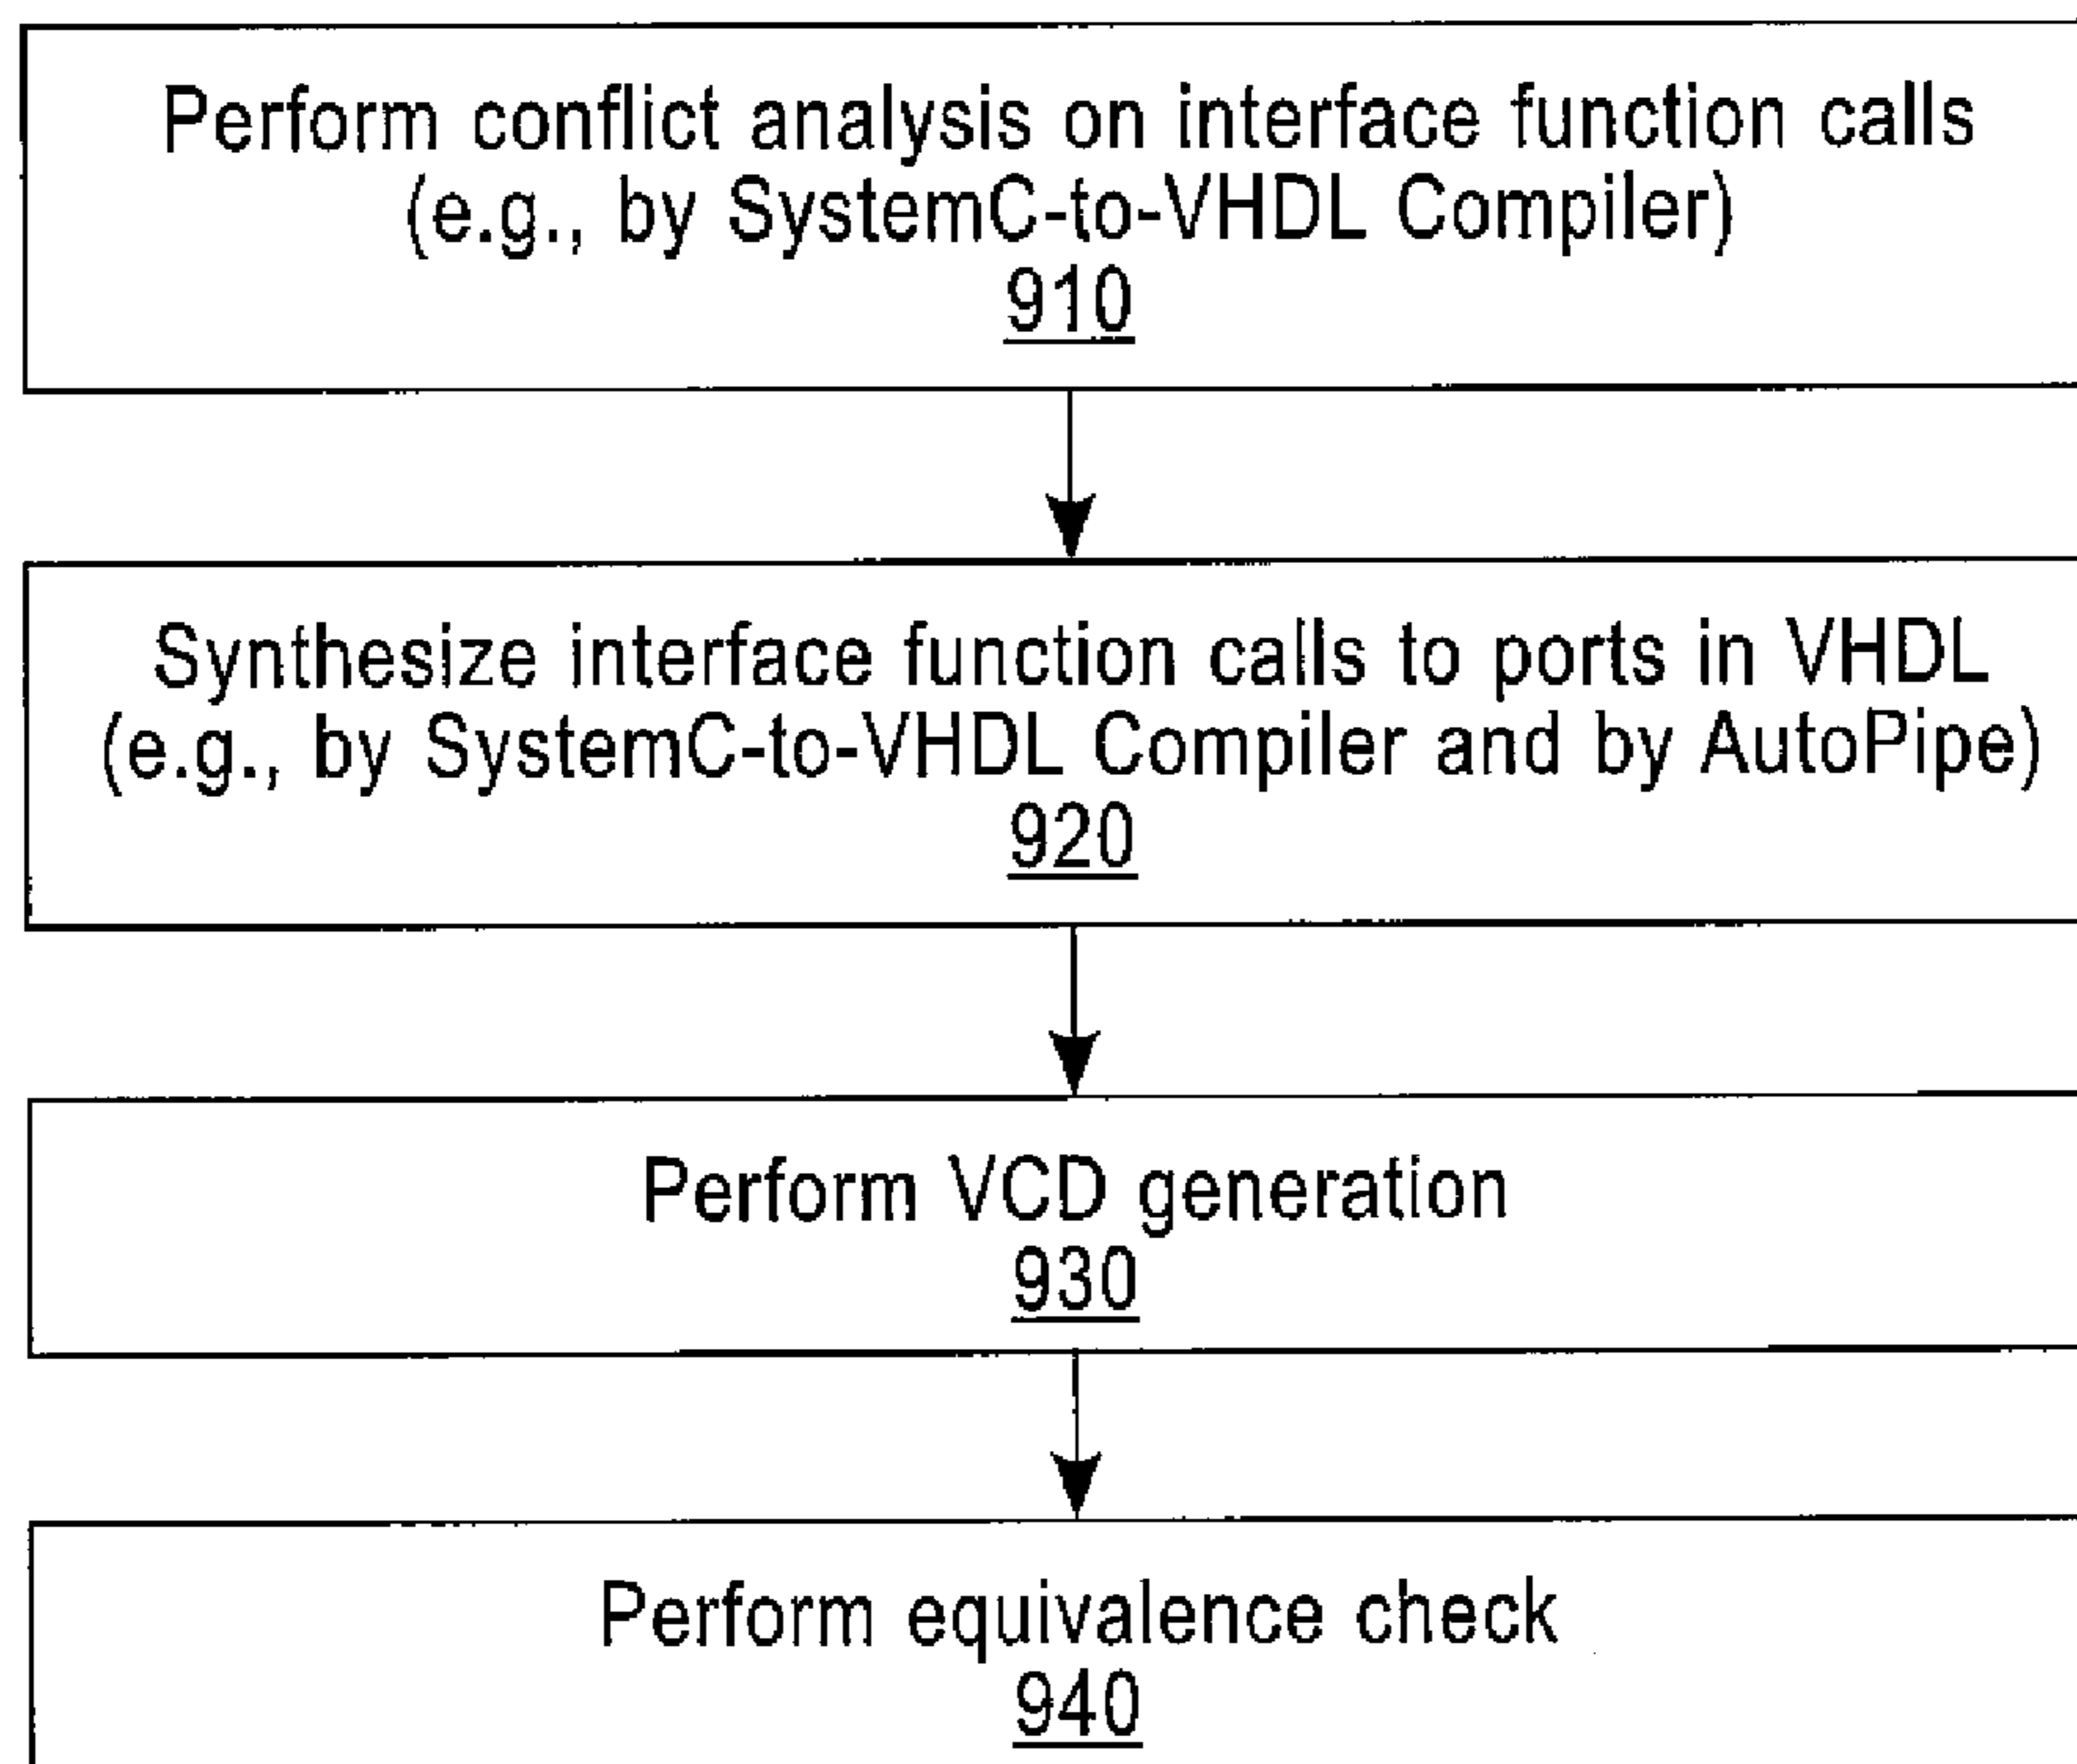 Perform conflict analysis on interface function calls
(e.g., by SystemC-to-VHDL Compiler)
910
Synthesize interface function calls to ports in VHDL
(e.g., by SystemC-to-VHDL Compiler and by AutoPipe)
920
Perform VCD generation
930
Perform equivalence check
940